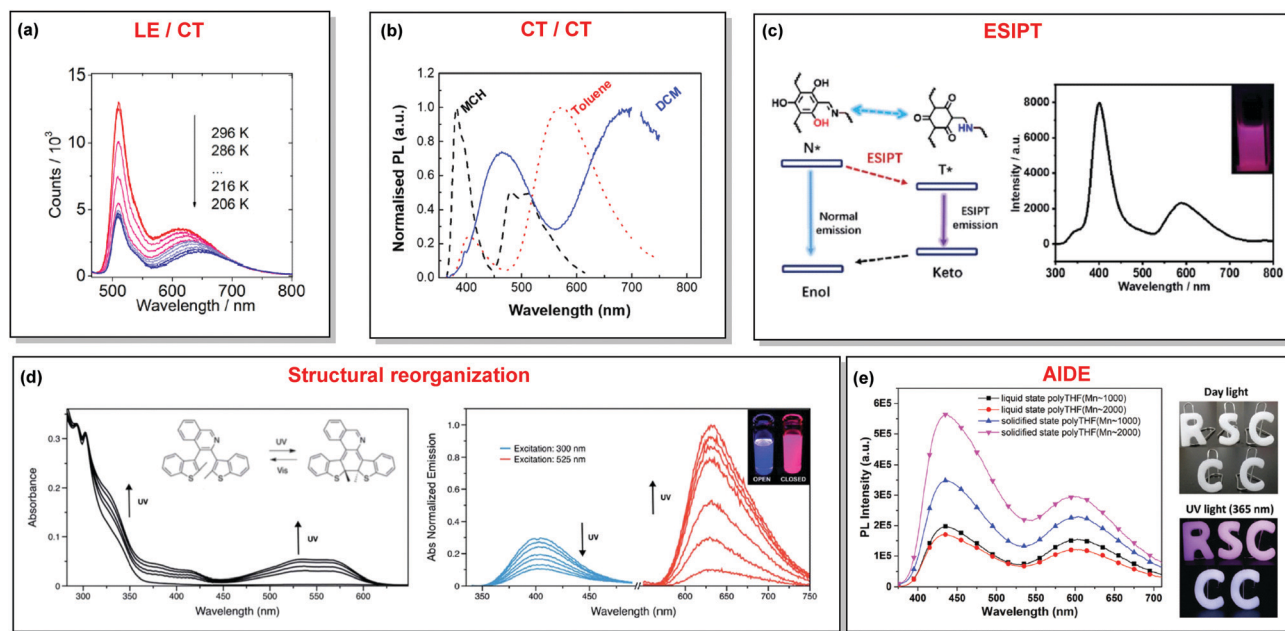 (a)
LE / CT
15
10
5
0
Counts / 10³
296 K
286 K
...
216 K
206 K
500 600 700 800
Wavelength / nm
(b)
CT / CT
1.2
1.0
0.8
0.6
0.4
0.2
0.0
Normalised PL (a.u.)
MCH
Toluene
DCM
400 500 600 700 800
Wavelength (nm)
(c)
ESIPT
OH
HO
N
OH
OH
O
O
O
HN
N*
ESIPT
T*
Normal
emission
ESIPT
emission
Enol
Keto
8000
6000
4000
2000
0
Intensity / a.u.
300 400 500 600 700 800
Wavelength / nm
(d)
Structural reorganization
0.3
0.2
0.1
0
Absorbance
N
S
S
UV
Vis
N
S
S
UV
UV
300 350 400 450 500 550 600
Wavelength (nm)
1.0
0.8
0.6
0.4
0.2
0.0
Abs Normalized Emission
Excitation: 300 nm
Excitation: 525 nm
UV
UV
OPEN CLOSED
350 450 600 650 700 750
Wavelength (nm)
(e)
AIDE
6E5
5E5
4E5
3E5
2E5
1E5
0
PL Intensity (a.u.)
liquid state polyTHF(Mn~1000)
liquid state polyTHF(Mn~2000)
solidified state polyTHF(Mn~1000)
solidified state polyTHF(Mn~2000)
400 450 500 550 600 650 700
Wavelength (nm)
Day light
RSC
CC
UV light (365 nm)
RSC
CC